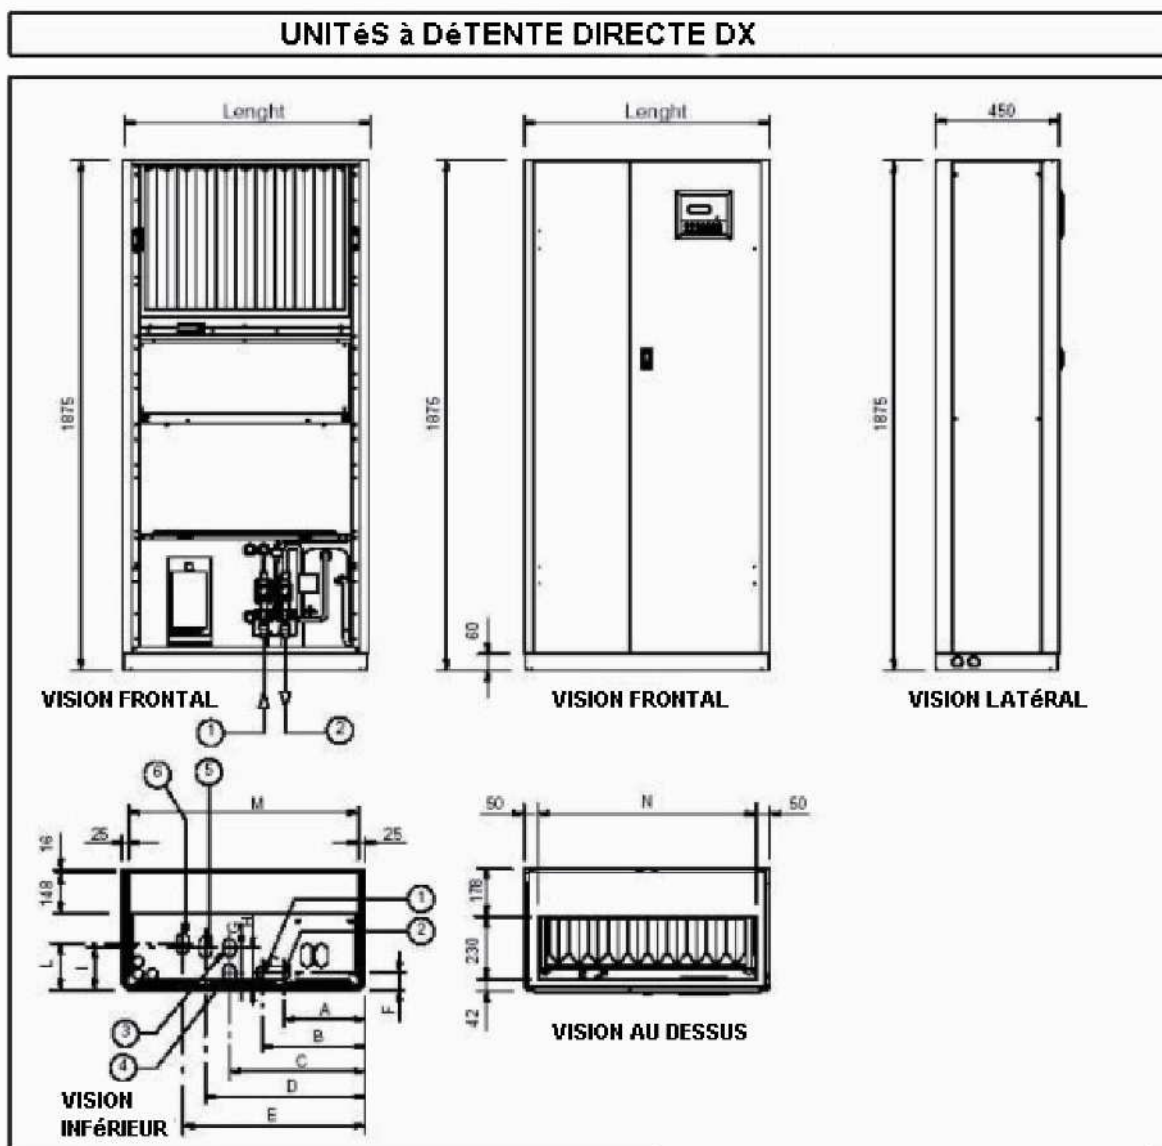 UNITéS à DéTENTE DIRECTE DX
Lenght
Lenght
450
1875
1875
1875
60
VISION FRONTAL
VISION FRONTAL
VISION LATéRAL
1
2
6
5
M
50
N
50
25
25
16
148
178
1
2
G
H
L
I
230
F
42
A
3
B
VISION AU DESSUS
4
C
D
VISION
INFéRIEUR
E